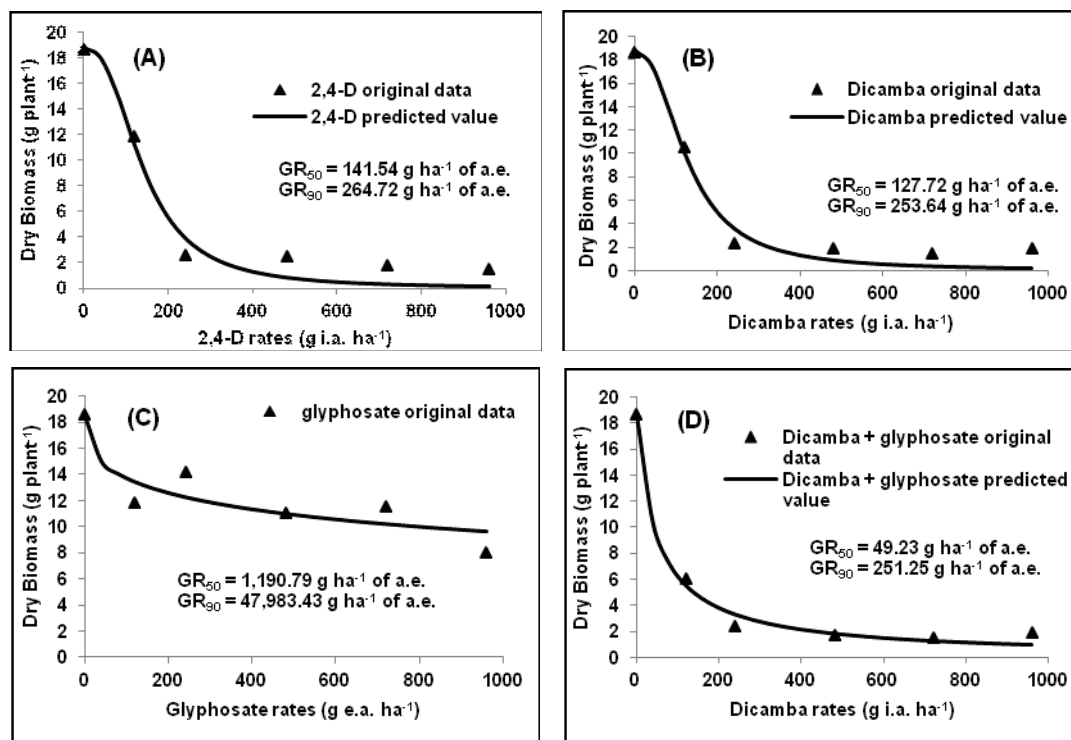 (A)
20
18
16
14
12
10
8
6
4
2
0
Dry Biomass (g plant⁻¹)
2,4-D original data
2,4-D predicted value
GR₅₀ = 141.54 g ha⁻¹ of a.e.
GR₉₀ = 264.72 g ha⁻¹ of a.e.
0 200 400 600 800 1000
2,4-D rates (g i.a. ha⁻¹)
(B)
20
18
16
14
12
10
8
6
4
2
0
Dry Biomass (g plant⁻¹)
Dicamba original data
Dicamba predicted value
GR₅₀ = 127.72 g ha⁻¹ of a.e.
GR₉₀ = 253.64 g ha⁻¹ of a.e.
0 200 400 600 800 1000
Dicamba rates (g i.a. ha⁻¹)
(C)
20
18
16
14
12
10
8
6
4
2
0
Dry Biomass (g plant⁻¹)
glyphosate original data
GR₅₀ = 1,190.79 g ha⁻¹ of a.e.
GR₉₀ = 47,983.43 g ha⁻¹ of a.e.
0 200 400 600 800 1000
Glyphosate rates (g e.a. ha⁻¹)
(D)
20
18
16
14
12
10
8
6
4
2
0
Dry Biomass (g plant⁻¹)
Dicamba + glyphosate original
data
Dicamba + glyphosate predicted
value
GR₅₀ = 49.23 g ha⁻¹ of a.e.
GR₉₀ = 251.25 g ha⁻¹ of a.e.
0 200 400 600 800 1000
Dicamba rates (g i.a. ha⁻¹)